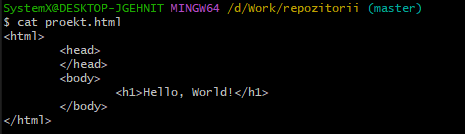 SystemX@DESKTOP-JGEHNIT MINGW64 /d/Work/repozitorii (master)
$ cat proekt.html
<html>
        <head>
        </head>
        <body>
                <h1>Hello, World!</h1>
        </body>
</html>